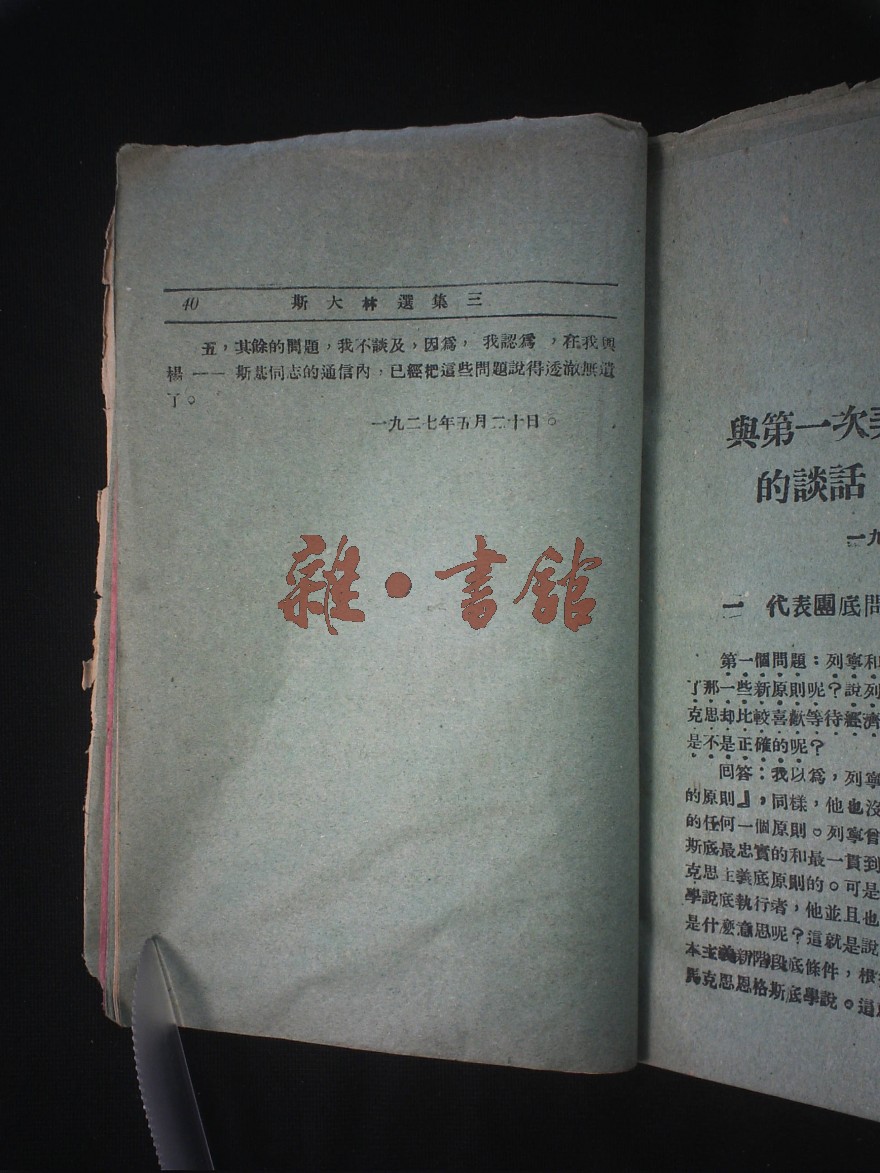 40 斯大林選集三
五，其餘的問題，我不談及，因爲，我認爲，在我與
楊——斯基同志的通信內，已經把這些問題說得透澈無遺
了。
一九二七年五月二十日。
雜·書館
與第一次美
的談話
一九
一 代表團底問
第一個問題：列寧和
了那一些新原則呢？說列
克思却比較喜歡等待經濟
是不是正確的呢？
回答：我以爲，列寧
的原則』，同樣，他也沒
的任何一個原則。列寧曾
斯底最忠實的和最一貫到
克思主義底原則的。可是
學說底執行者，他並且也
是什麽意思呢？這就是說
本主義新階段底條件，根
馬克思恩格斯底學說。這